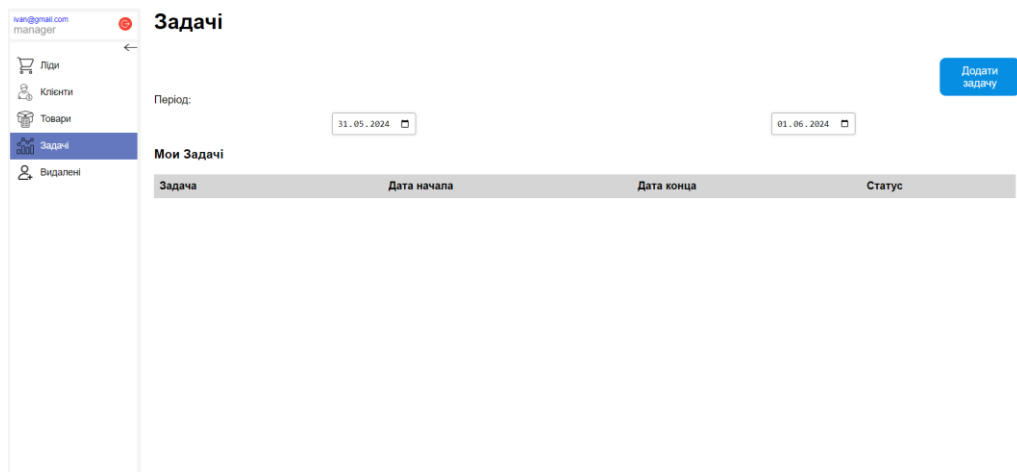 ivan@gmail.com
manager
Ліди
Клієнти
Товари
Задачі
Видалені
Задачі
Додати
задачу
Період:
31.05.2024
01.06.2024
Мои Задачі
Задача Дата начала Дата конца Статус